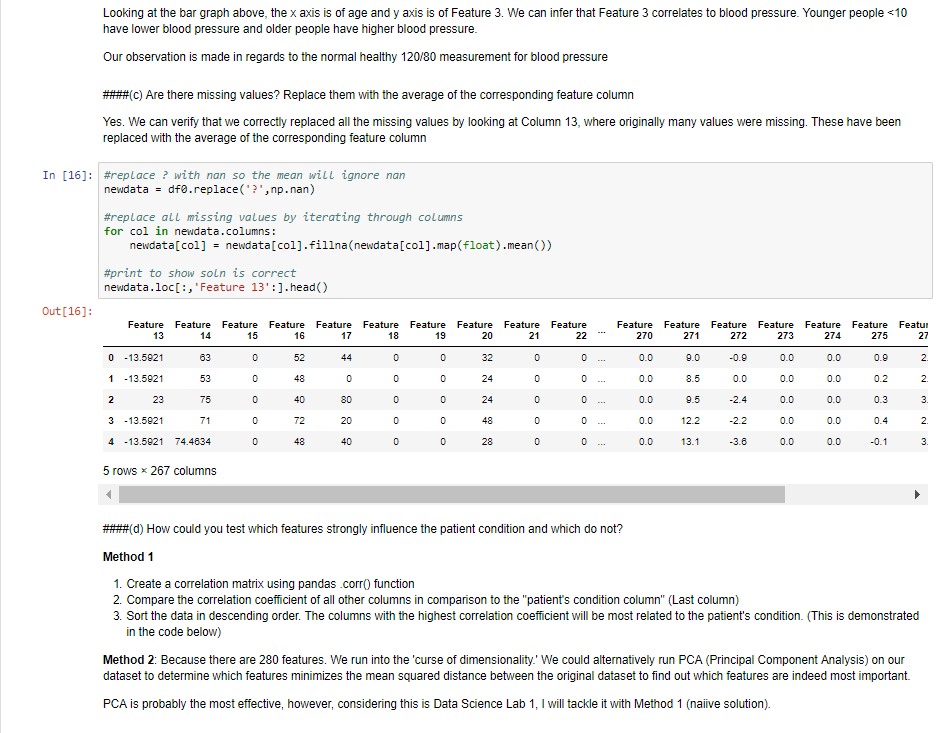 Looking at the bar graph above, the x axis is of age and y axis is of Feature 3. We can infer that Feature 3 correlates to blood pressure. Younger people <10
have lower blood pressure and older people have higher blood pressure.
Our observation is made in regards to the normal healthy 120/80 measurement for blood pressure
####(c) Are there missing values? Replace them with the average of the corresponding feature column
Yes. We can verify that we correctly replaced all the missing values by looking at Column 13, where originally many values were missing. These have been
replaced with the average of the corresponding feature column
In [16]: #replace ? with nan so the mean will ignore nan
newdata = df0.replace('?',np.nan)
#replace all missing values by iterating through columns
for col in newdata.columns:
newdata[col] = newdata[col].fillna(newdata[col].map(float).mean())
#print to show soln is correct
newdata.loc[:,'Feature 13':].head()
Out[16]:
Feature Feature Feature Feature Feature Feature Feature Feature Feature Feature ... Feature Feature Feature Feature Feature Feature Featur
13 14 15 16 17 18 19 20 21 22 270 271 272 273 274 275 27
0 -13.5921 63 0 52 44 0 0 32 0 0 ... 0.0 9.0 -0.9 0.0 0.0 0.9 2.
1 -13.5921 53 0 48 0 0 0 24 0 0 ... 0.0 8.5 0.0 0.0 0.0 0.2 2.
2 23 75 0 40 80 0 0 24 0 0 ... 0.0 9.5 -2.4 0.0 0.0 0.3 3.
3 -13.5921 71 0 72 20 0 0 48 0 0 ... 0.0 12.2 -2.2 0.0 0.0 0.4 2.
4 -13.5921 74.4634 0 48 40 0 0 28 0 0 ... 0.0 13.1 -3.6 0.0 0.0 -0.1 3.
5 rows × 267 columns
####(d) How could you test which features strongly influence the patient condition and which do not?
Method 1
1. Create a correlation matrix using pandas .corr() function
2. Compare the correlation coefficient of all other columns in comparison to the "patient's condition column" (Last column)
3. Sort the data in descending order. The columns with the highest correlation coefficient will be most related to the patient's condition. (This is demonstrated
in the code below)
Method 2: Because there are 280 features. We run into the 'curse of dimensionality.' We could alternatively run PCA (Principal Component Analysis) on our
dataset to determine which features minimizes the mean squared distance between the original dataset to find out which features are indeed most important.
PCA is probably the most effective, however, considering this is Data Science Lab 1, I will tackle it with Method 1 (naiive solution).